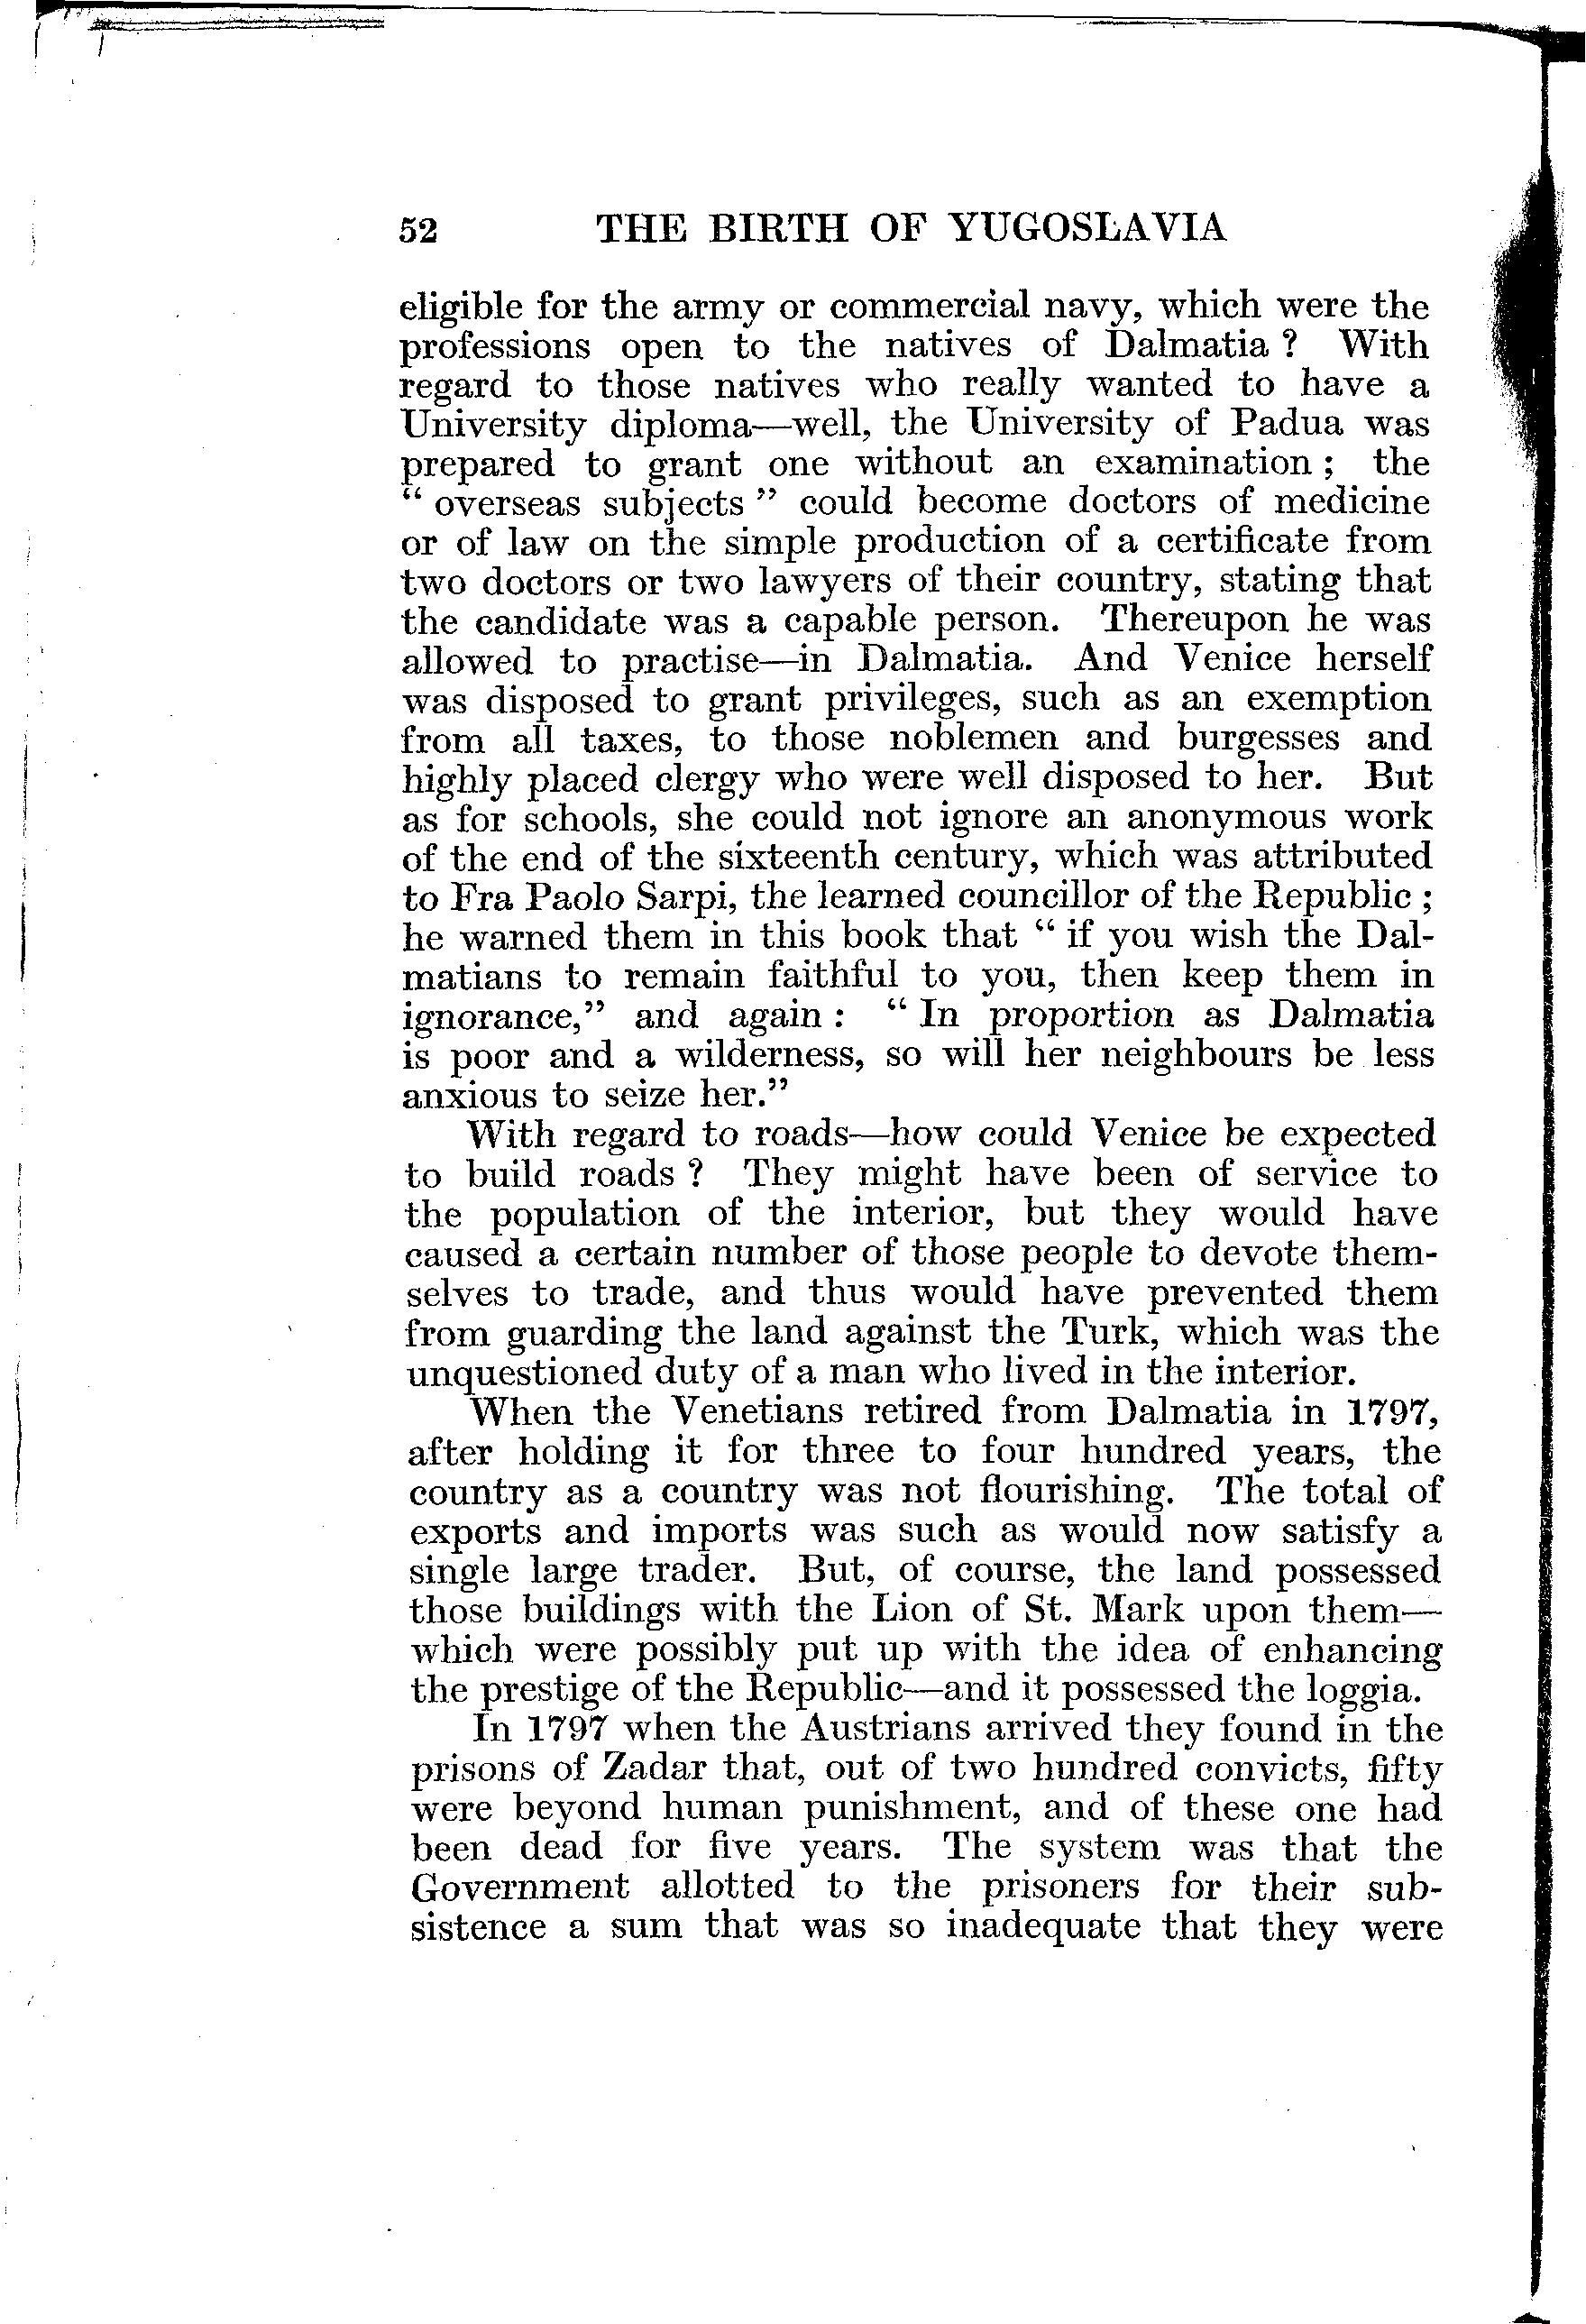 52 THE BIRTH OF YUGOSLAVIA
eligible for the army or commercial navy, which were the
professions open to the natives of Dalmatia ? With
regard to those natives who really wanted to have a
University diploma—well, the University of Padua was
prepared to grant one without an examination ; the
“ overseas subjects ” could become doctors of medicine
or of law on the simple production of a certificate from
two doctors or two lawyers of their country, stating that
the candidate was a capable person. Thereupon he was
allowed to practise—in Dalmatia. And Venice herself
was disposed to grant privileges, such as an exemption
from all taxes, to those noblemen and burgesses and
highly placed clergy who were well disposed to her. But
as for schools, she could not ignore an anonymous work
of the end of the sixteenth century, which was attributed
to Fra Paolo Sarpi, the learned councillor of the Republic ;
he warned them in this book that “ if you wish the Dal-
matians to remain faithful to you, then keep them in
ignorance,” and again : “ In proportion as Dalmatia
is poor and a wilderness, so will her neighbours be less
anxious to seize her.”
With regard to roads—how could Venice be expected
to build roads ? They might have been of service to
the population of the interior, but they would have
caused a certain number of those people to devote them-
selves to trade, and thus would have prevented them
from guarding the land against the Turk, which was the
unquestioned duty of a man who lived in the interior.
When the Venetians retired from Dalmatia in 1797,
after holding it for three to four hundred years, the
country as a country was not flourishing. The total of
exports and imports was such as would now satisfy a
single large trader. But, of course, the land possessed
those buildings with the Lion of St. Mark upon them—
which were possibly put up with the idea of enhancing
the prestige of the Republic—and it possessed the loggia.
In 1797 when the Austrians arrived they found in the
prisons of Zadar that, out of two hundred convicts, fifty
were beyond human punishment, and of these one had
been dead for five years. The system was that the
Government allotted to the prisoners for their sub-
sistence a sum that was so inadequate that they were